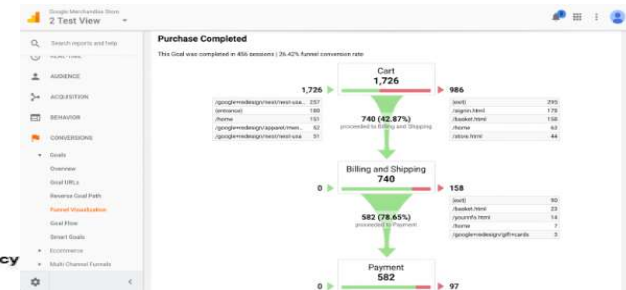 Google Merchandise Store
2 Test View
Search reports and help
REAL-TIME
AUDIENCE
ACQUISITION
BEHAVIOR
CONVERSIONS
Goals
Overview
Goal URLs
Reverse Goal Path
Funnel Visualization
Goal Flow
Smart Goals
Ecommerce
Multi-Channel Funnels
cy
Purchase Completed
This Goal was completed in 456 sessions | 26.42% funnel conversion rate
Cart
1,726
1,726
986
/google+redesign/nest/nest-usa... 257
(entrance) 188
/home 151
/google+redesign/apparel/men... 62
/google+redesign/nest/nest-usa 51
(exit) 295
/signin.html 178
/basket.html 158
/home 62
/store.html 44
740 (42.87%)
proceeded to Billing and Shipping
Billing and Shipping
740
0
158
(exit) 90
/basket.html 23
/yourinfo.html 14
/home 7
/google+redesign/gift+cards
582 (78.65%)
proceeded to Payment
Payment
582
0
97